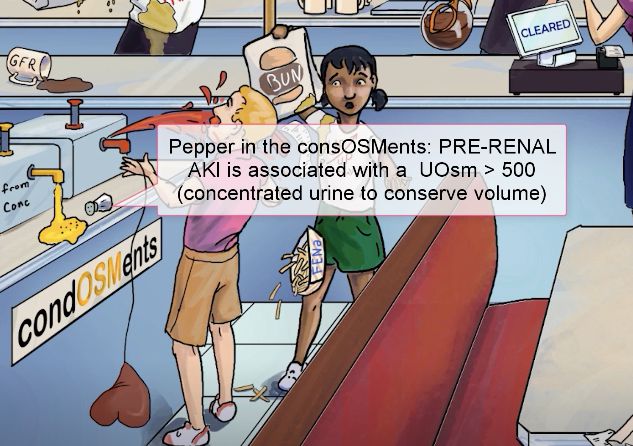 CLEARED
GFR
BUN
Pepper in the consOSMents: PRE-RENAL
AKI is associated with a UOsm > 500
(concentrated urine to conserve volume)
from
Conc
FENa
condOSMents